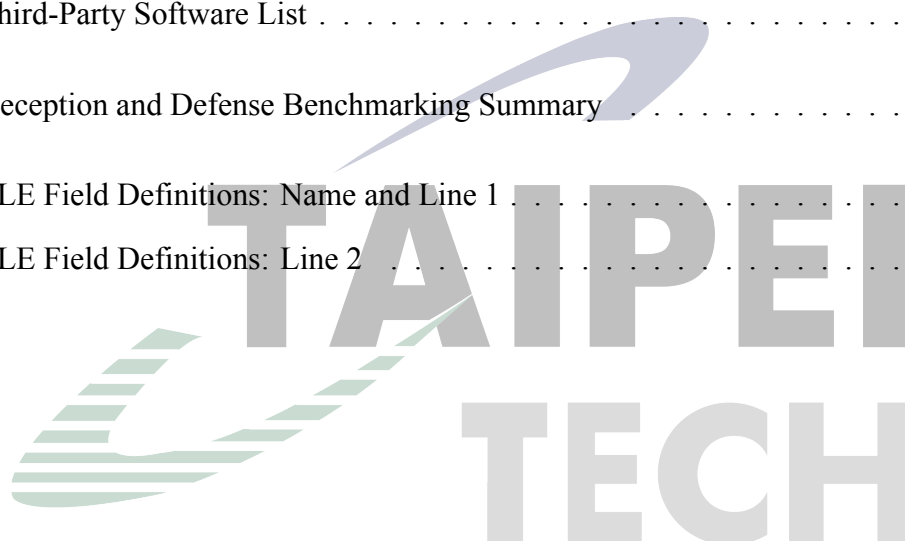 hird-Party Software List . . . . . . . . . . . . . . . . . . . . . . . . .
eception and Defense Benchmarking Summary . . . . . . . . . . . .
LE Field Definitions: Name and Line 1 . . . . . . . . . . . . . . . . .
LE Field Definitions: Line 2 . . . . . . . . . . . . . . . . . . . . . .
TAIPEI
TECH